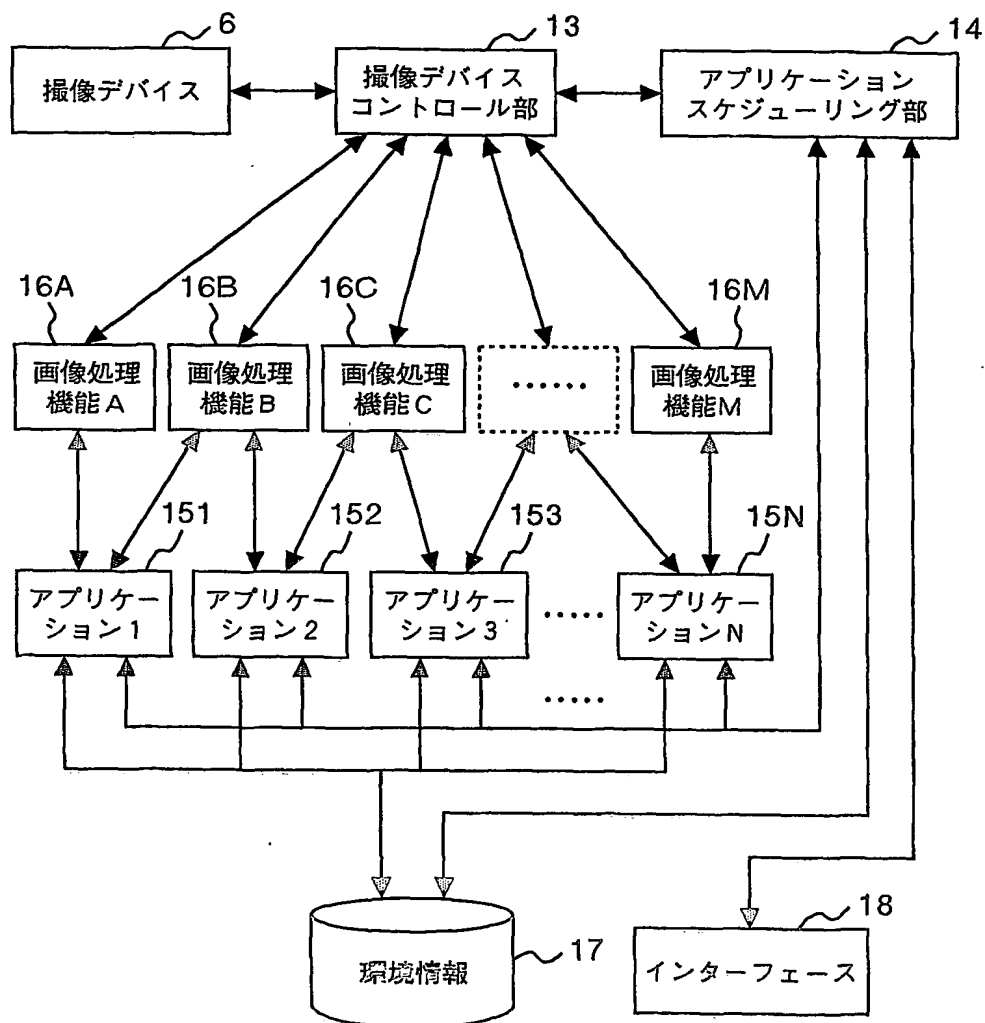 6
13
14
撮像デバイス
撮像デバイス
コントロール部
アプリケーション
スケジューリング部
16A
16B
16C
16M
画像処理
機能A
画像処理
機能B
画像処理
機能C
……
画像処理
機能M
151
152
153
15N
アプリケー
ション1
アプリケー
ション2
アプリケー
ション3
.....
アプリケー
ションN
.....
環境情報
17
18
インターフェース